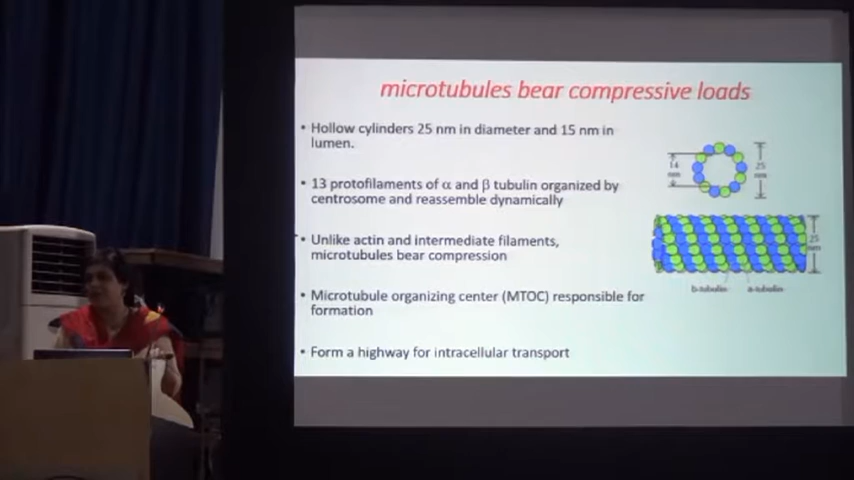 microtubules bear compressive loads
• Hollow cylinders 25 nm in diameter and 15 nm in
lumen.
• 13 protofilaments of α and β tubulin organized by
centrosome and reassemble dynamically
• Unlike actin and intermediate filaments,
microtubules bear compression
• Microtubule organizing center (MTOC) responsible for
formation
• Form a highway for intracellular transport
14
nm
25
nm
25
nm
b-tubulin a-tubulin